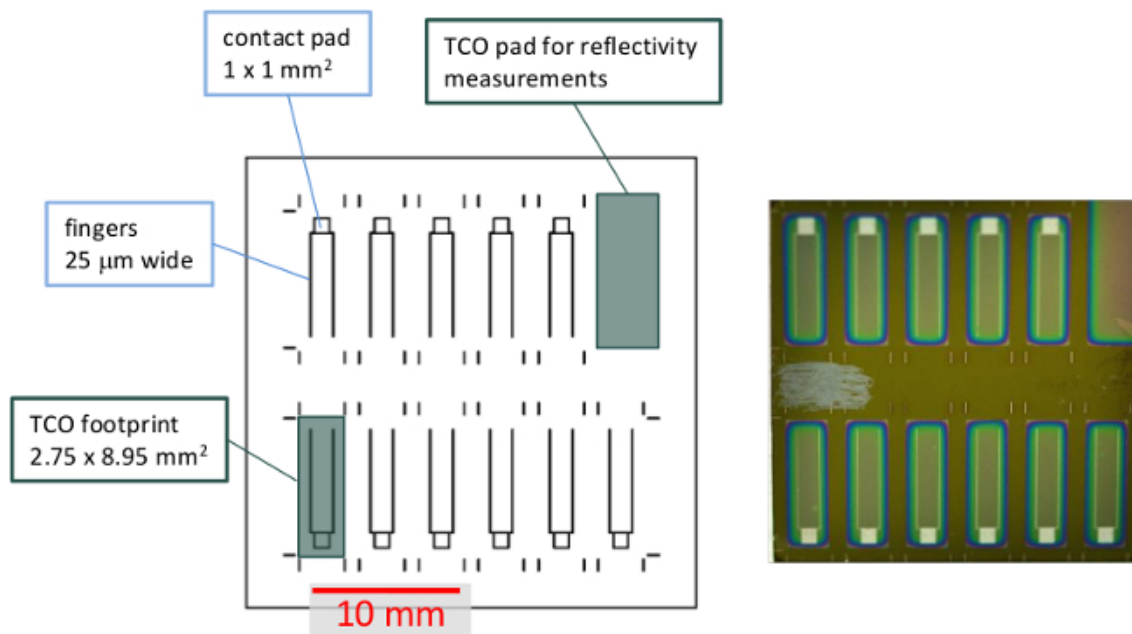 contact pad
1 x 1 mm²
TCO pad for reflectivity
measurements
fingers
25 μm wide
TCO footprint
2.75 x 8.95 mm²
10 mm